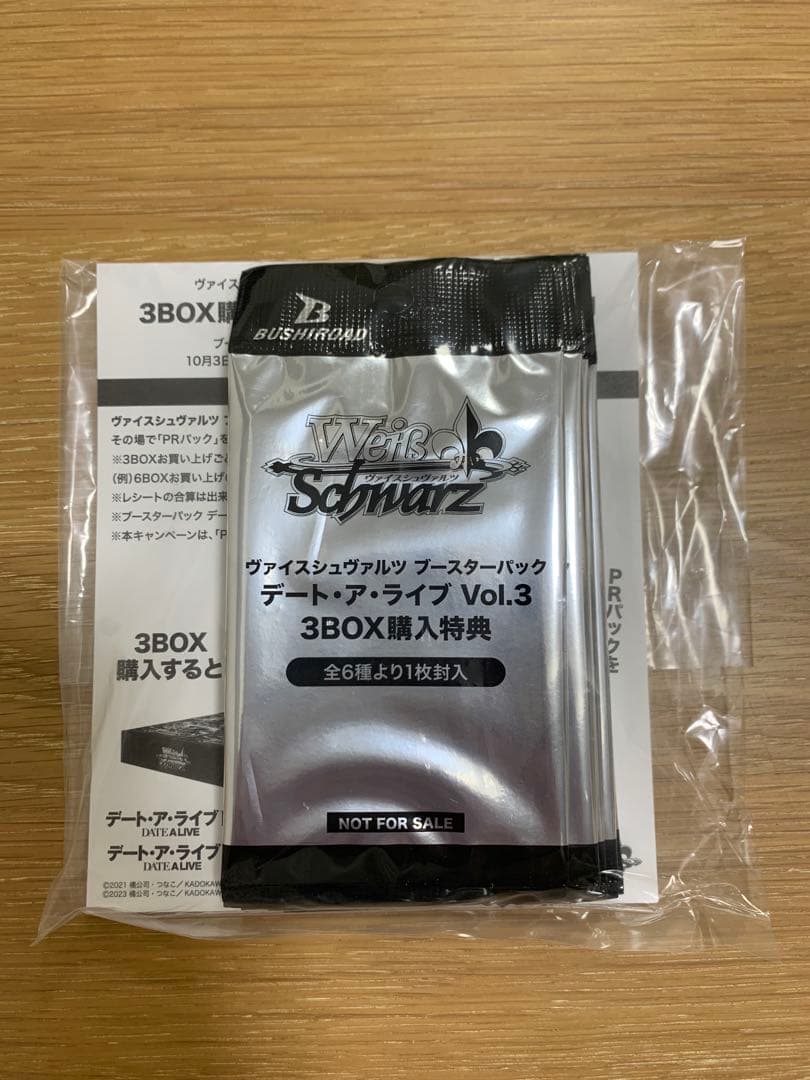 ヴァイス
3BOX購
ブー
10月3日
ヴァイスシュヴァルツ ブ
その場で「PRパック」を
※3BOXお買い上げごと
(例)6BOXお買い上げの
※レシートの合算は出来
※ブースターパック デー
※本キャンペーンは、「P
3BOX
購入すると
デート・ア・ライブ
DATE A LIVE
デート・ア・ライブ
DATE A LIVE
©2021 橘公司・つなこ/KADOKAW
©2023 橘公司・つなこ/KADOKAW
B
BUSHIROAD
Weiß
ヴァイスシュヴァルツ
Schwarz
ヴァイスシュヴァルツ ブースターパック
デート・ア・ライブ Vol.3
3BOX購入特典
全6種より1枚封入
NOT FOR SALE
PRパックを